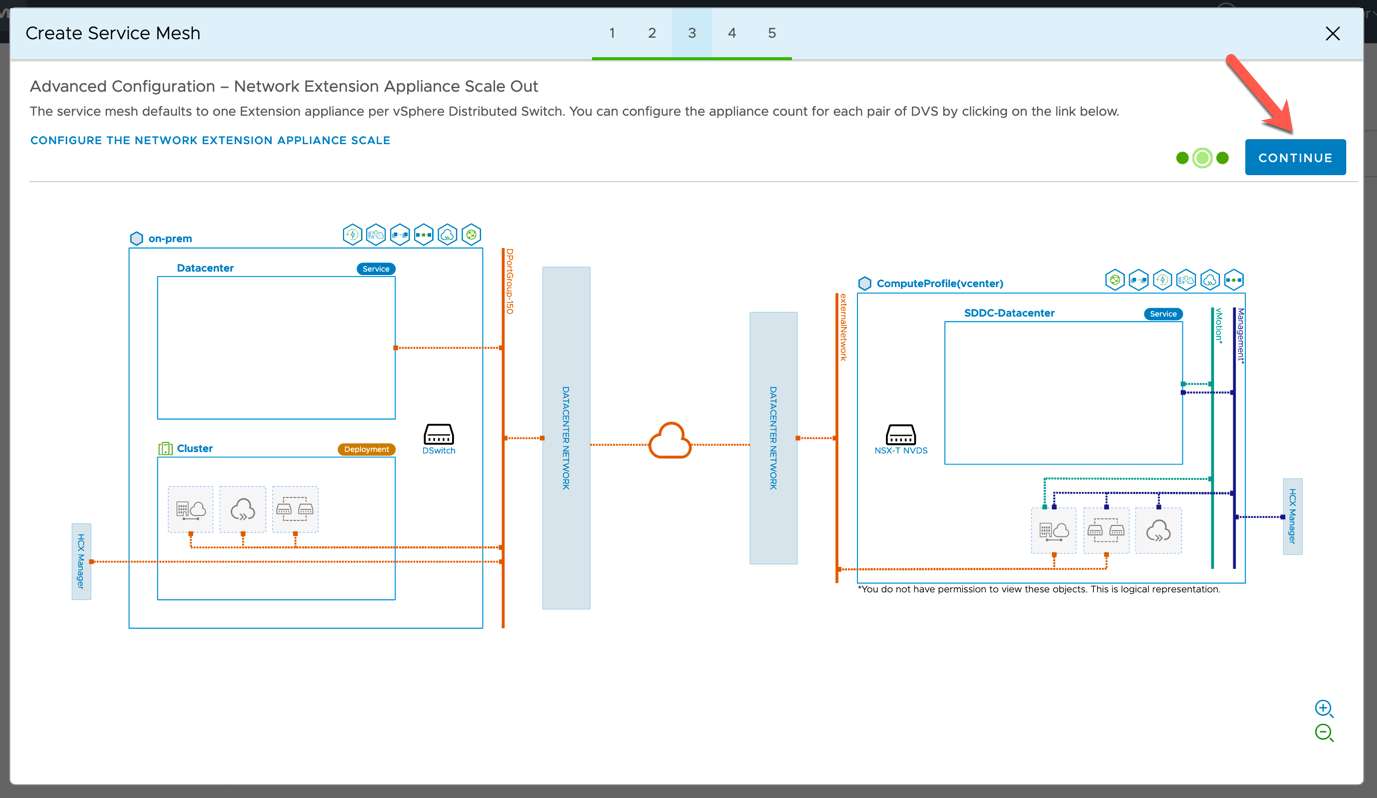 Create Service Mesh
1
2
3
4
5
Advanced Configuration – Network Extension Appliance Scale Out
The service mesh defaults to one Extension appliance per vSphere Distributed Switch. You can configure the appliance count for each pair of DVS by clicking on the link below.
CONFIGURE THE NETWORK EXTENSION APPLIANCE SCALE
CONTINUE
on-prem
Datacenter
Service
DPortGroup-150
DSwitch
Cluster
Deployment
HCX Manager
DATACENTER NETWORK
DATACENTER NETWORK
externalNetwork
ComputeProfile(vcenter)
SDDC-Datacenter
Service
vMotion*
Management*
NSX-T NVDS
HCX Manager
*You do not have permission to view these objects. This is logical representation.